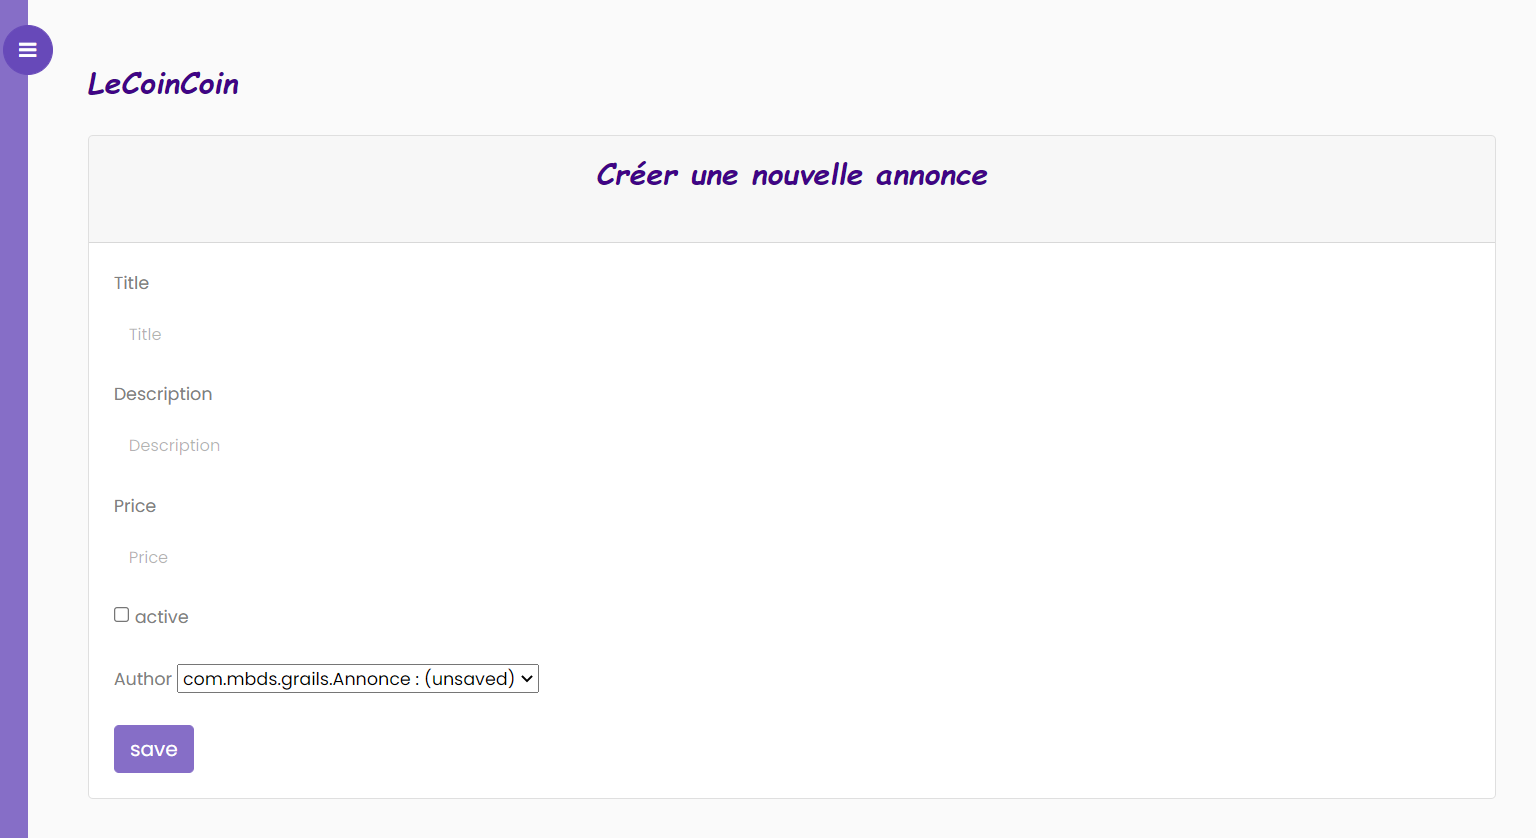 LeCoinCoin
Créer une nouvelle annonce
Title
Title
Description
Description
Price
Price
active
Author com.mbds.grails.Annonce : (unsaved)
save